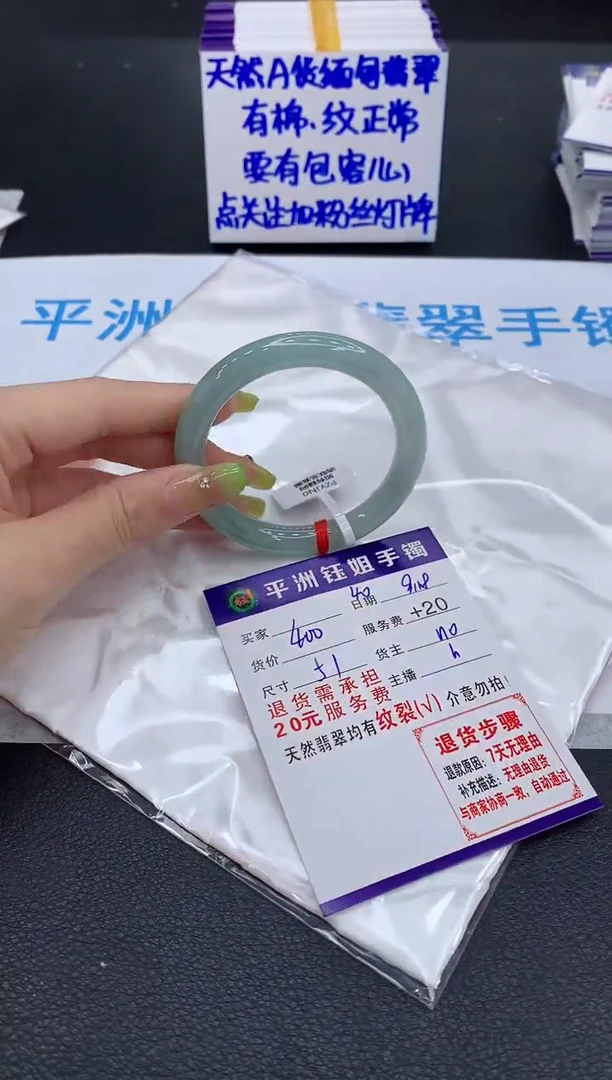 天然A货缅甸翡翠
有棉、纹正常
要有包容心
点关注加粉丝灯牌
平洲 翡翠手镯
平洲钰姐手镯
买家 日期
货价 400 服务费 +20
尺寸 51 货主 no
主播 h
退货需承担
20元服务费
天然翡翠均有纹裂(√) 介意勿拍!
退货步骤
退款原因: 7天无理由
补充描述: 无理由退货
与商家协商一致，自动通过